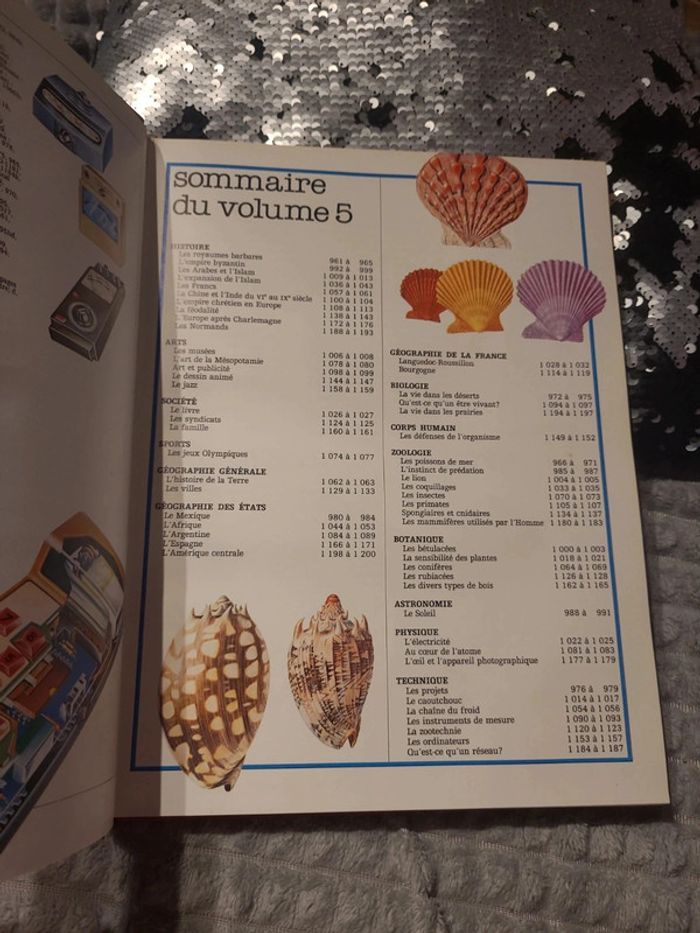 sommaire
du volume 5
HISTOIRE
Les royaumes barbares 961 à 965
L'empire byzantin 992 à 999
Les Arabes et l'Islam 1 009 à 1 013
L'expansion de l'Islam 1 036 à 1 043
Les Francs 1 057 à 1 061
La Chine et l'Inde du VIe au IXe siècle 1 100 à 1 104
L'empire chrétien en Europe 1 108 à 1 113
La féodalité 1 138 à 1 143
L'Europe après Charlemagne 1 172 à 1 176
Les Normands 1 188 à 1 193
ARTS
Les musées 1 006 à 1 008
L'art de la Mésopotamie 1 078 à 1 080
Art et publicité 1 098 à 1 099
Le dessin animé 1 144 à 1 147
Le jazz 1 158 à 1 159
SOCIÉTÉ
Le livre 1 026 à 1 027
Les syndicats 1 124 à 1 125
La famille 1 160 à 1 161
SPORTS
Les jeux Olympiques 1 074 à 1 077
GÉOGRAPHIE GÉNÉRALE
L'histoire de la Terre 1 062 à 1 063
Les villes 1 129 à 1 133
GÉOGRAPHIE DES ÉTATS
Le Mexique 980 à 984
L'Afrique 1 044 à 1 053
L'Argentine 1 084 à 1 089
L'Espagne 1 166 à 1 171
L'Amérique centrale 1 198 à 1 200
GÉOGRAPHIE DE LA FRANCE
Languedoc-Roussillon 1 028 à 1 032
Bourgogne 1 114 à 1 119
BIOLOGIE
La vie dans les déserts 972 à 975
Qu'est-ce qu'un être vivant? 1 094 à 1 097
La vie dans les prairies 1 194 à 1 197
CORPS HUMAIN
Les défenses de l'organisme 1 149 à 1 152
ZOOLOGIE
Les poissons de mer 966 à 971
L'instinct de prédation 985 à 987
Le lion 1 004 à 1 005
Les coquillages 1 033 à 1 035
Les insectes 1 070 à 1 073
Les primates 1 105 à 1 107
Spongiaires et cnidaires 1 134 à 1 137
Les mammifères utilisés par l'Homme 1 180 à 1 183
BOTANIQUE
Les bétulacées 1 000 à 1 003
La sensibilité des plantes 1 018 à 1 021
Les conifères 1 064 à 1 069
Les rubiacées 1 126 à 1 128
Les divers types de bois 1 162 à 1 165
ASTRONOMIE
Le Soleil 988 à 991
PHYSIQUE
L'électricité 1 022 à 1 025
Au cœur de l'atome 1 081 à 1 083
L'œil et l'appareil photographique 1 177 à 1 179
TECHNIQUE
Les projets 976 à 979
Le caoutchouc 1 014 à 1 017
La chaîne du froid 1 054 à 1 056
Les instruments de mesure 1 090 à 1 093
La zootechnie 1 120 à 1 123
Les ordinateurs 1 153 à 1 157
Qu'est-ce qu'un réseau? 1 184 à 1 187